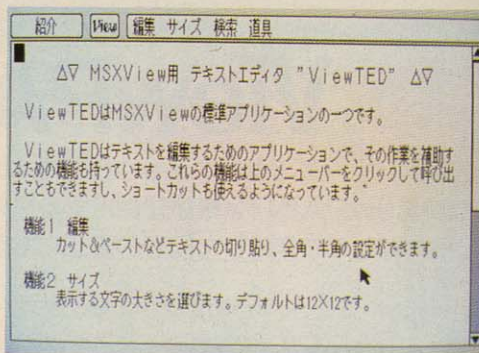 紹介 View 編集 サイズ 検索 道具
△▽ MSXView用 テキストエディタ "ViewTED" △▽
ViewTEDはMSXViewの標準アプリケーションの一つです。
ViewTEDはテキストを編集するためのアプリケーションで、その作業を補助す
るための機能も持っています。これらの機能は上のメニューバーをクリックして呼び出
すこともできますし、ショートカットも使えるようになっています。
機能1 編集
カット&ペーストなどテキストの切り貼り、全角・半角の設定ができます。
機能2 サイズ
表示する文字の大きさを選びます。デフォルトは12×12です。